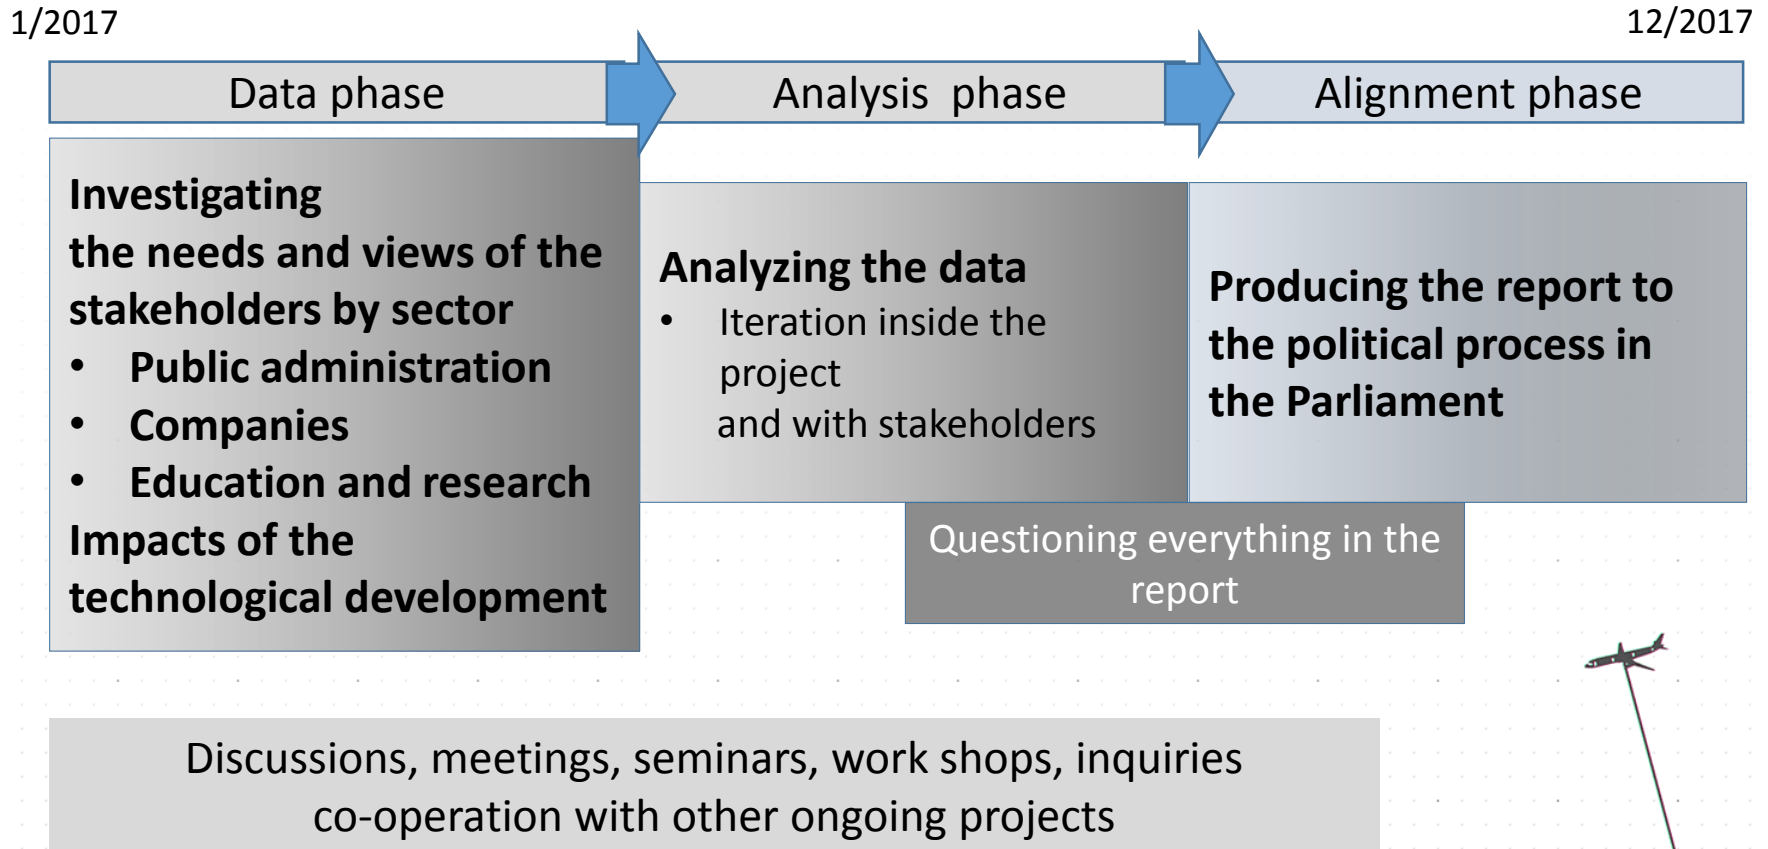 1/2017
12/2017
Data phase
Analysis phase
Alignment phase
Investigating
the needs and views of the
stakeholders by sector
• Public administration
• Companies
• Education and research
Impacts of the
technological development
Analyzing the data
• Iteration inside the
project
and with stakeholders
Producing the report to
the political process in
the Parliament
Questioning everything in the
report
Discussions, meetings, seminars, work shops, inquiries
co-operation with other ongoing projects